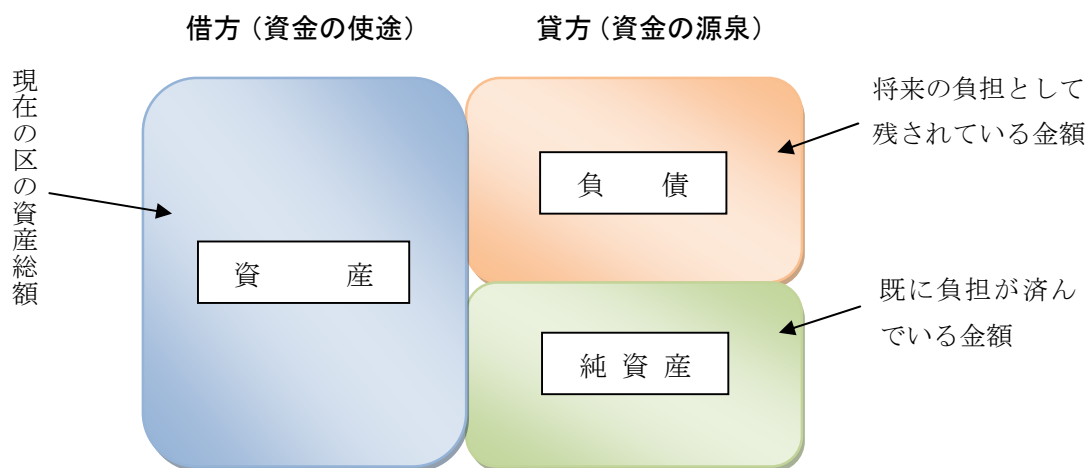 借方（資金の使途）
貸方（資金の源泉）
現在の区の資産総額
資産
負債
純資産
将来の負担として
残されている金額
既に負担が済ん
でいる金額